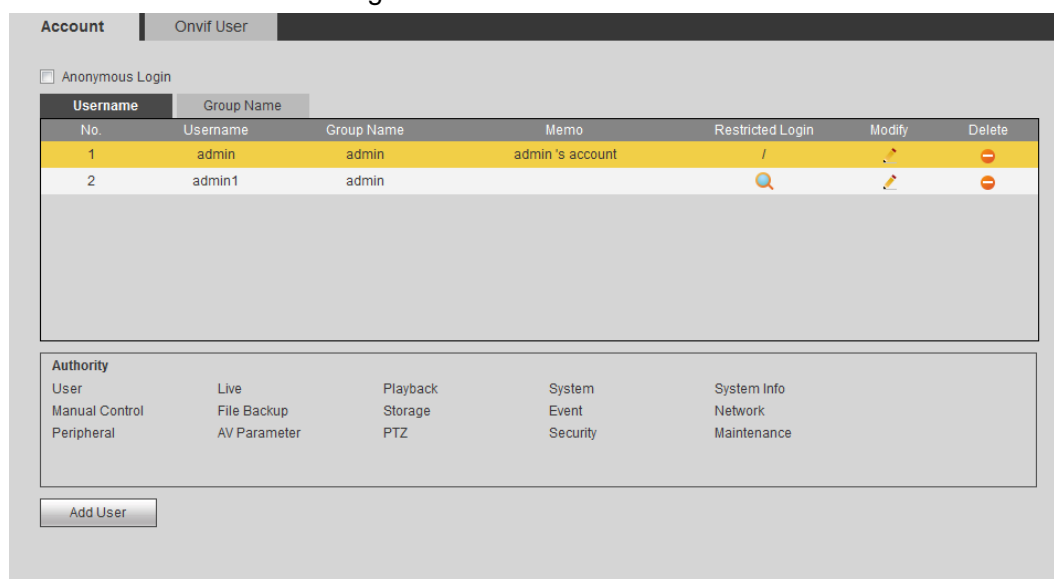 Account Onvif User
Anonymous Login
Username Group Name
No. Username Group Name Memo Restricted Login Modify Delete
1 admin admin admin 's account /
2 admin1 admin
Authority
User Live Playback System System Info
Manual Control File Backup Storage Event Network
Peripheral AV Parameter PTZ Security Maintenance
Add User